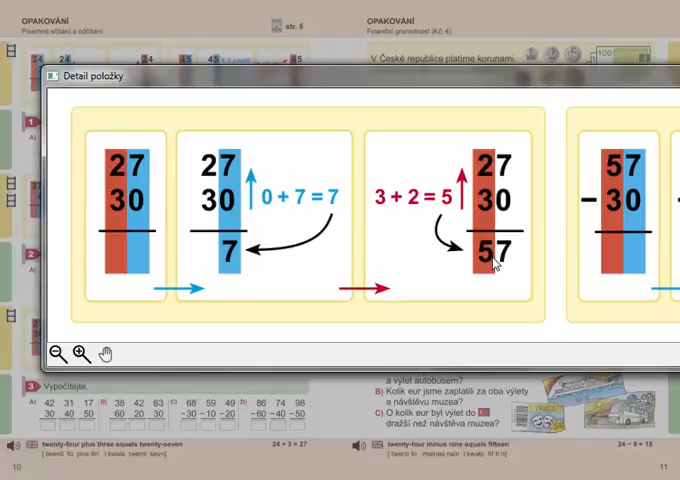 OPAKOVÁNÍ
Písemné sčítání a odčítání
str. 5
OPAKOVÁNÍ
Finanční gramotnost (Kč, €)
V České republice platíme korunami.
100
Detail položky
27
30
27
30
7
0 + 7 = 7
3 + 2 = 5
27
30
57
57
– 30
1
A)
2
3 Vypočítejte.
A) 42 31 17
30 40 50
B) 38 42 63
60 20 30
C) 68 59 49
–30 –10 –20
D) 86 74 98
–60 –40 –50
a výlet autobusem?
B) Kolik eur jsme zaplatili za oba výlety
a návštěvu muzea?
C) O kolik eur byl výlet do
dražší než návštěva muzea?
twenty-four plus three equals twenty-seven
24 + 3 = 27
twenty-four minus nine equals fifteen
24 – 9 = 15
10
11